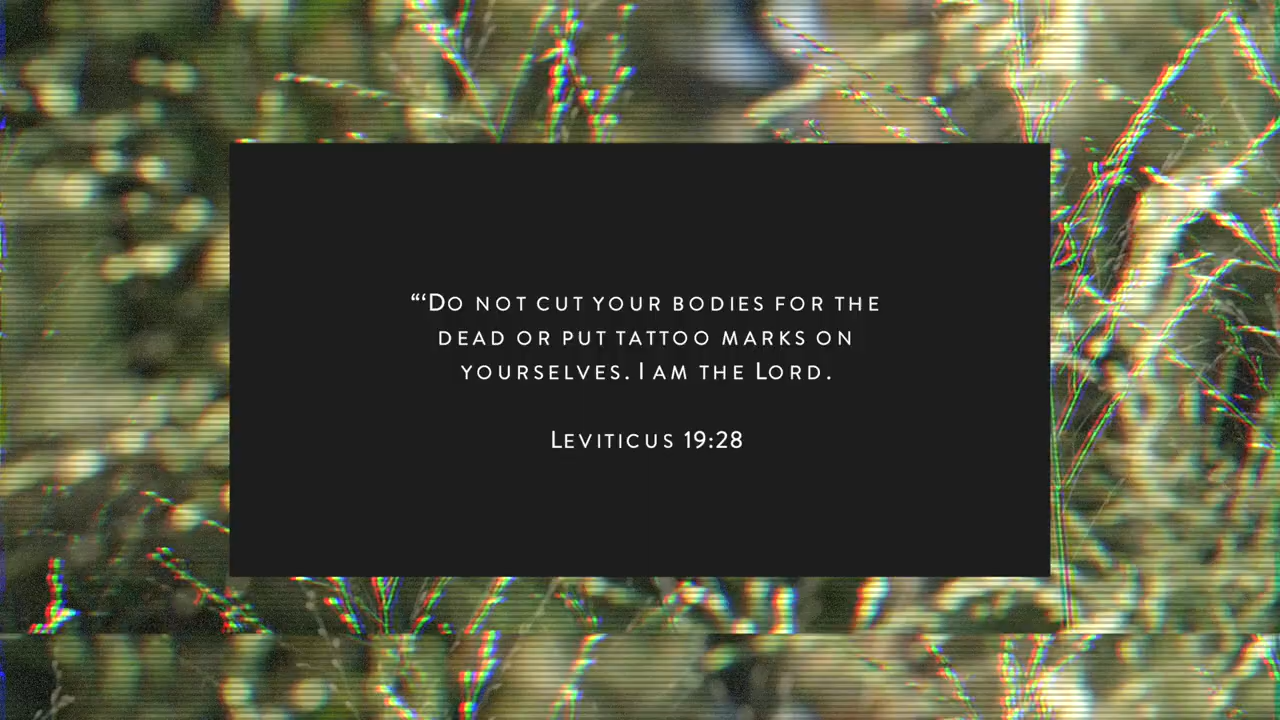 “‘Do not cut your bodies for the
dead or put tattoo marks on
yourselves. I am the Lord.
Leviticus 19:28